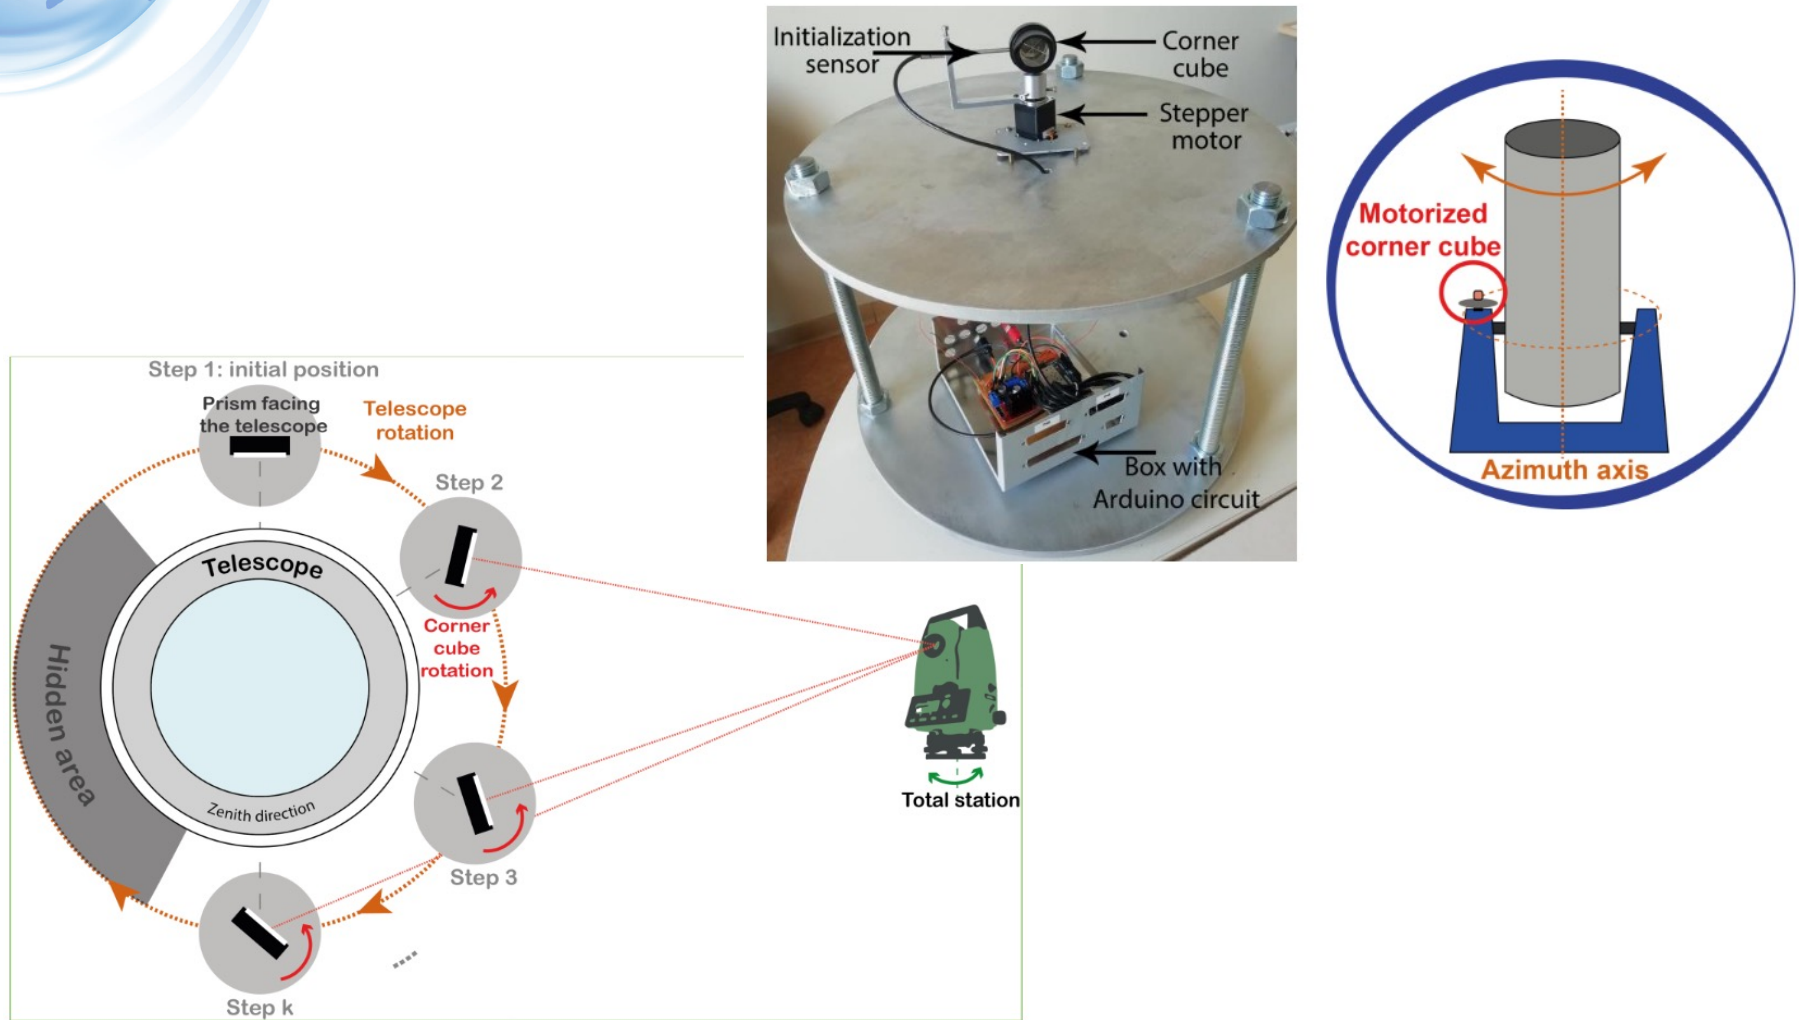 Initialization
sensor
Corner
cube
Stepper
motor
Box with
Arduino circuit
Motorized
corner cube
Azimuth axis
Step 1: initial position
Prism facing
the telescope
Telescope
rotation
Step 2
Telescope
Corner
cube
rotation
Hidden area
Zenith direction
Total station
Step 3
Step k